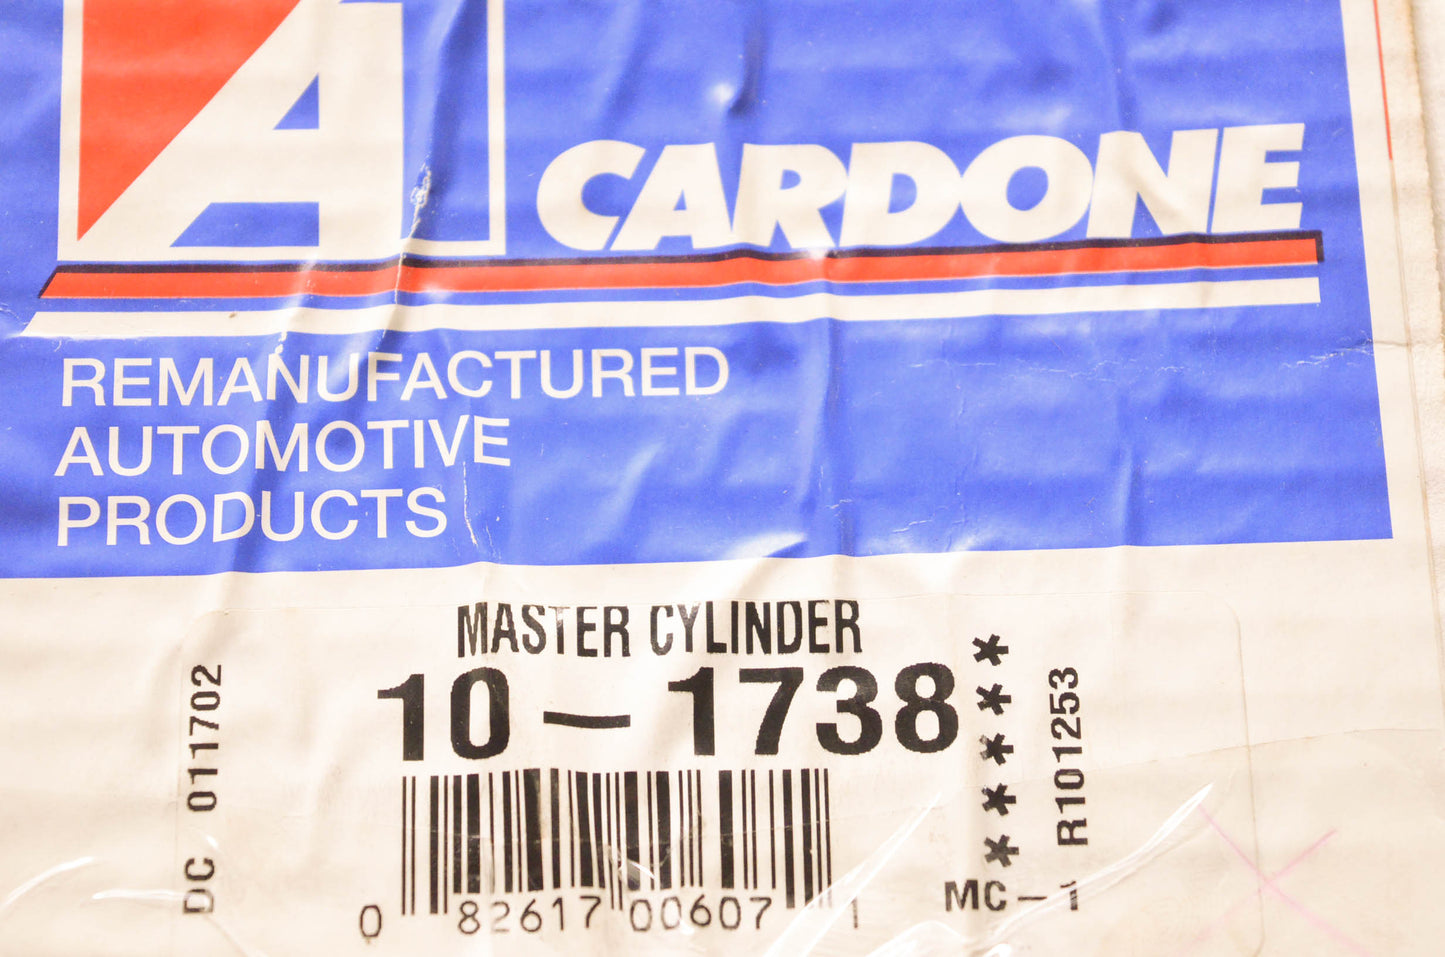 A1 CARDONE
REMANUFACTURED
AUTOMOTIVE
PRODUCTS
MASTER CYLINDER
10-1738
DC 011702
*****
R101253
MC-1
0 82617 00607 1